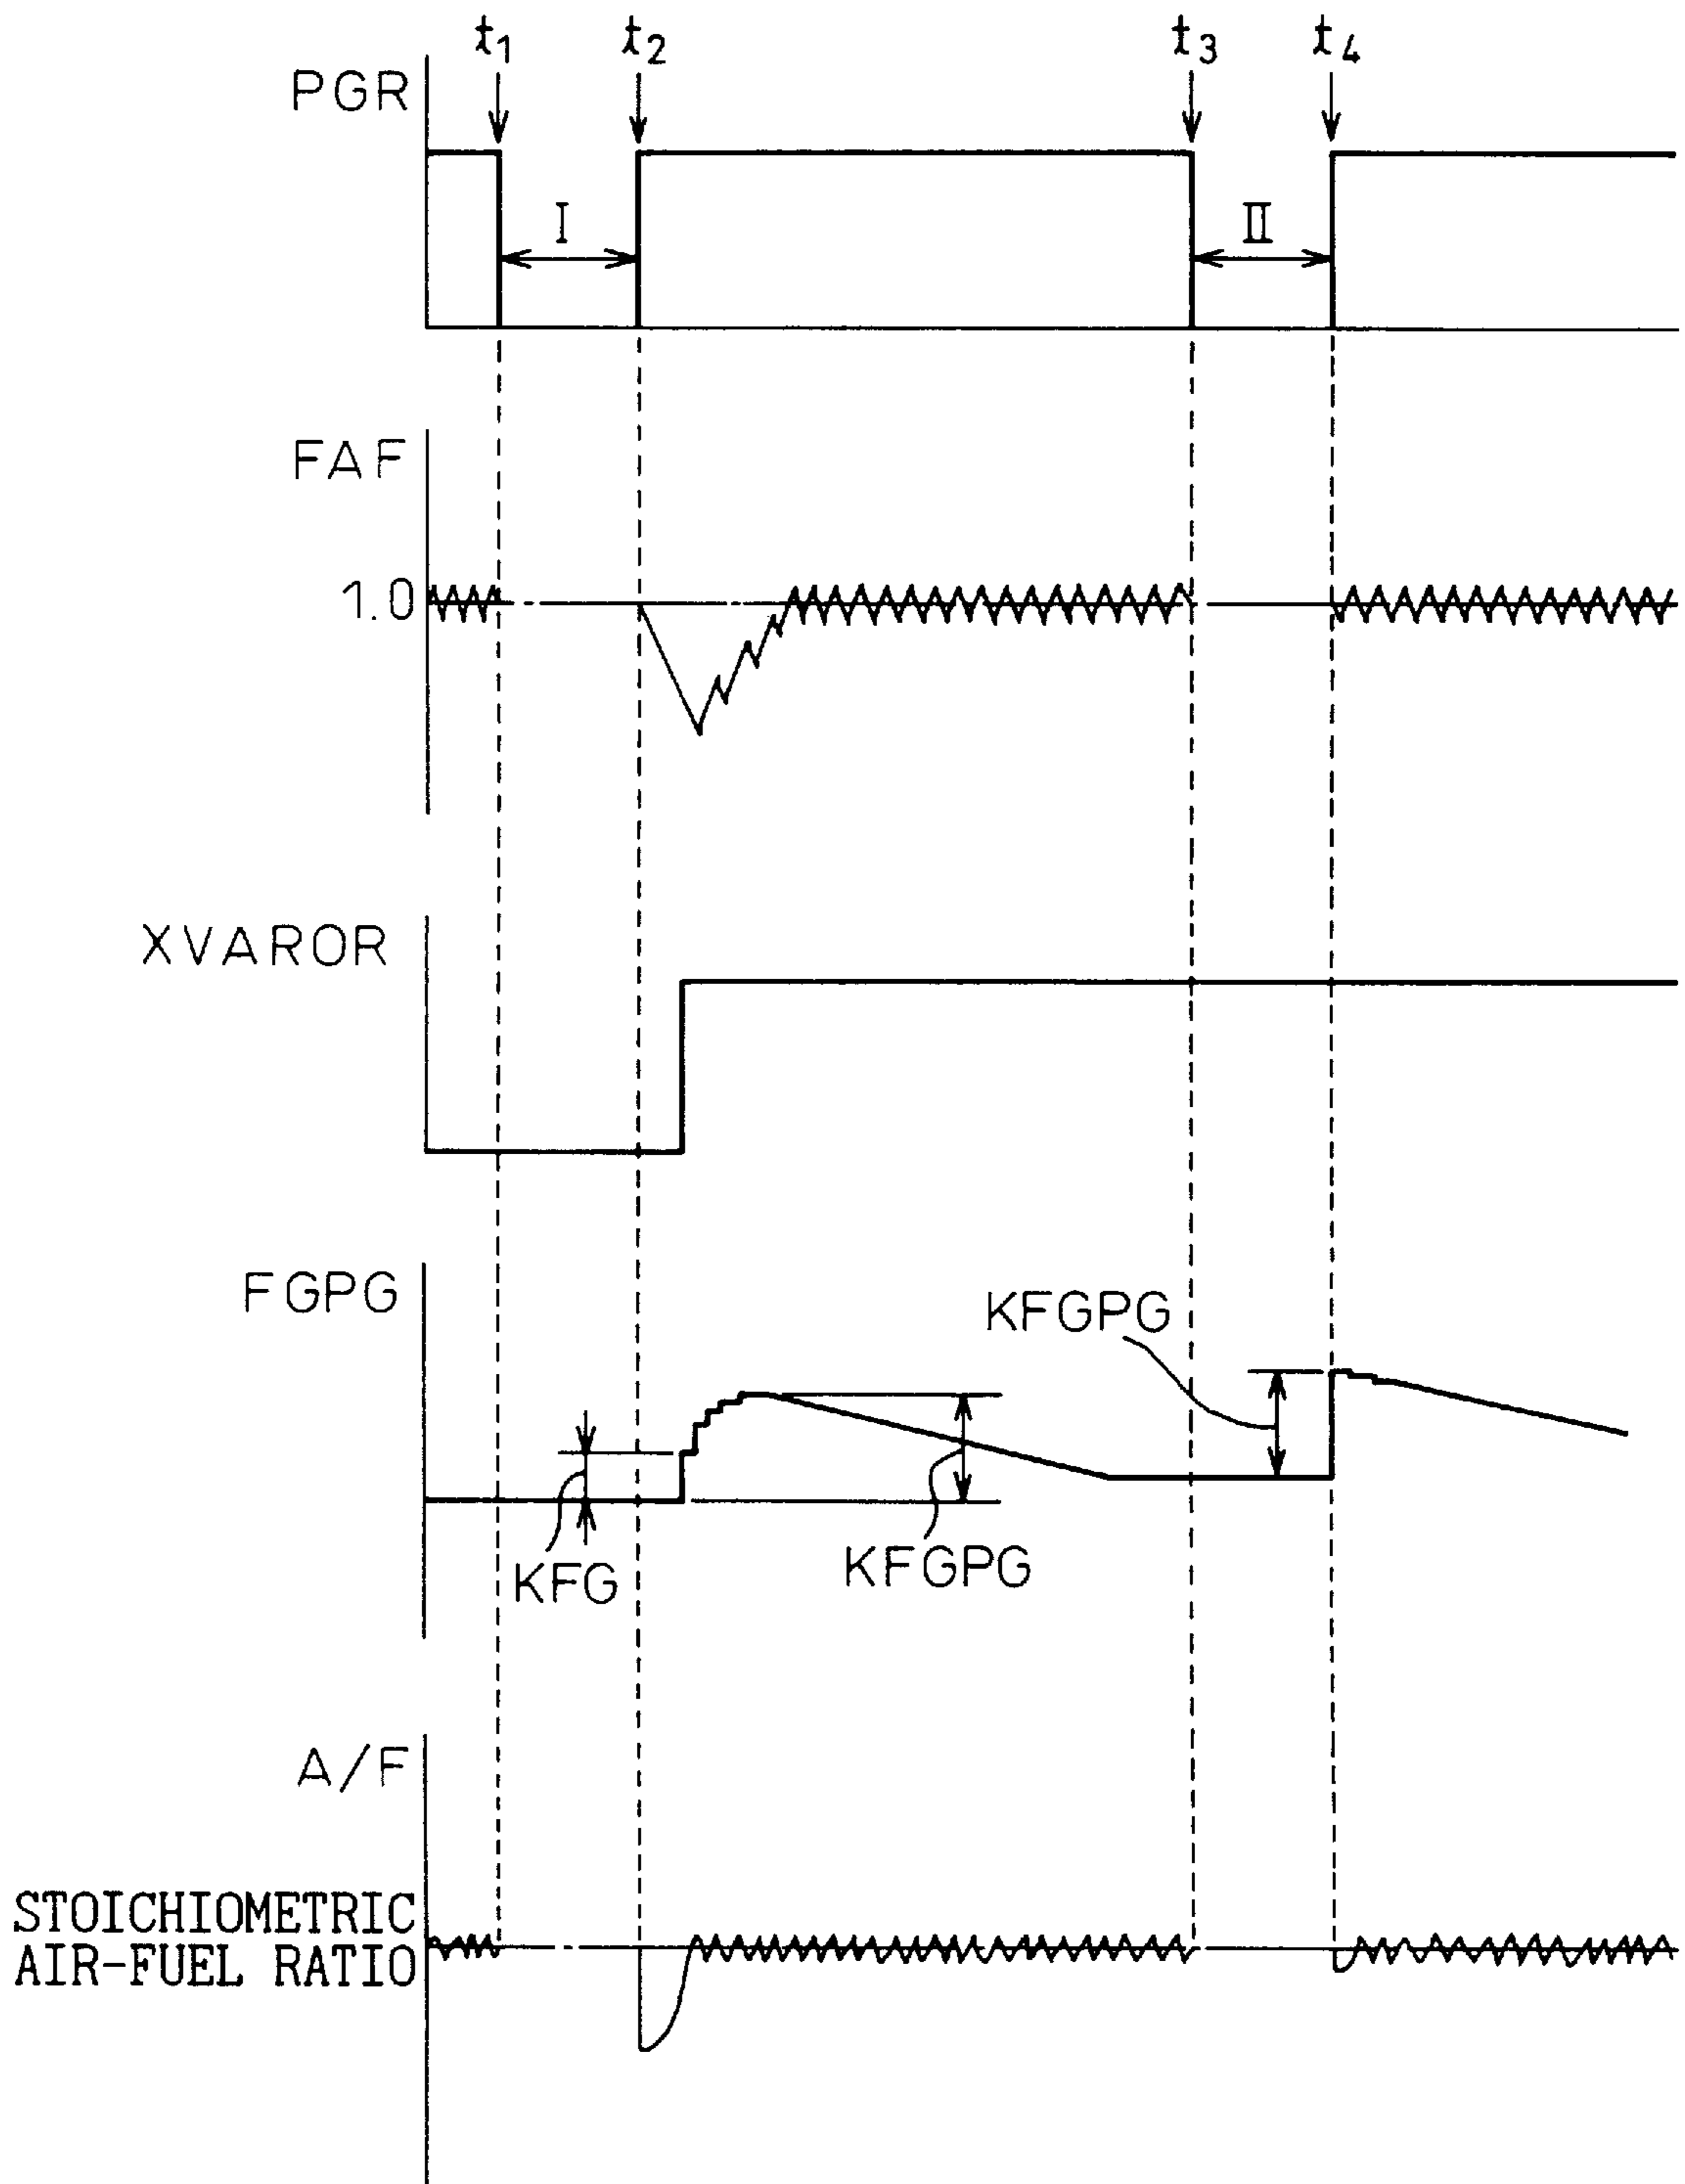 t1 t2 t3 t4
PGR
I II
FAF
1.0
XVAROR
FGPG
KFGPG
KFG
KFGPG
A/F
STOICHIOMETRIC
AIR-FUEL RATIO